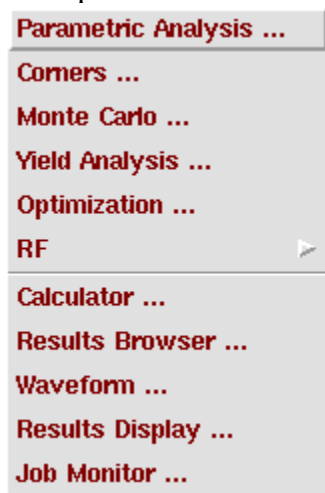 Parametric Analysis ...
Corners ...
Monte Carlo ...
Yield Analysis ...
Optimization ...
RF
Calculator ...
Results Browser ...
Waveform ...
Results Display ...
Job Monitor ...